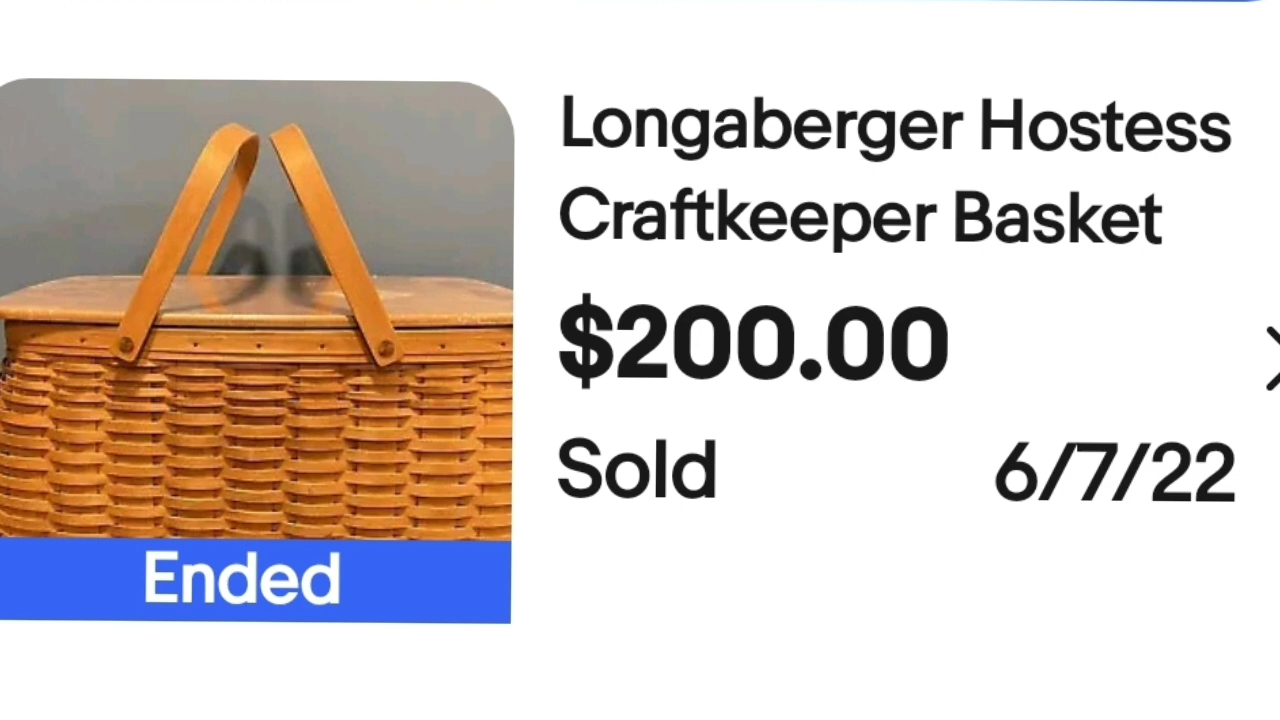 Longaberger Hostess
Craftkeeper Basket
$200.00
Sold 6/7/22
Ended